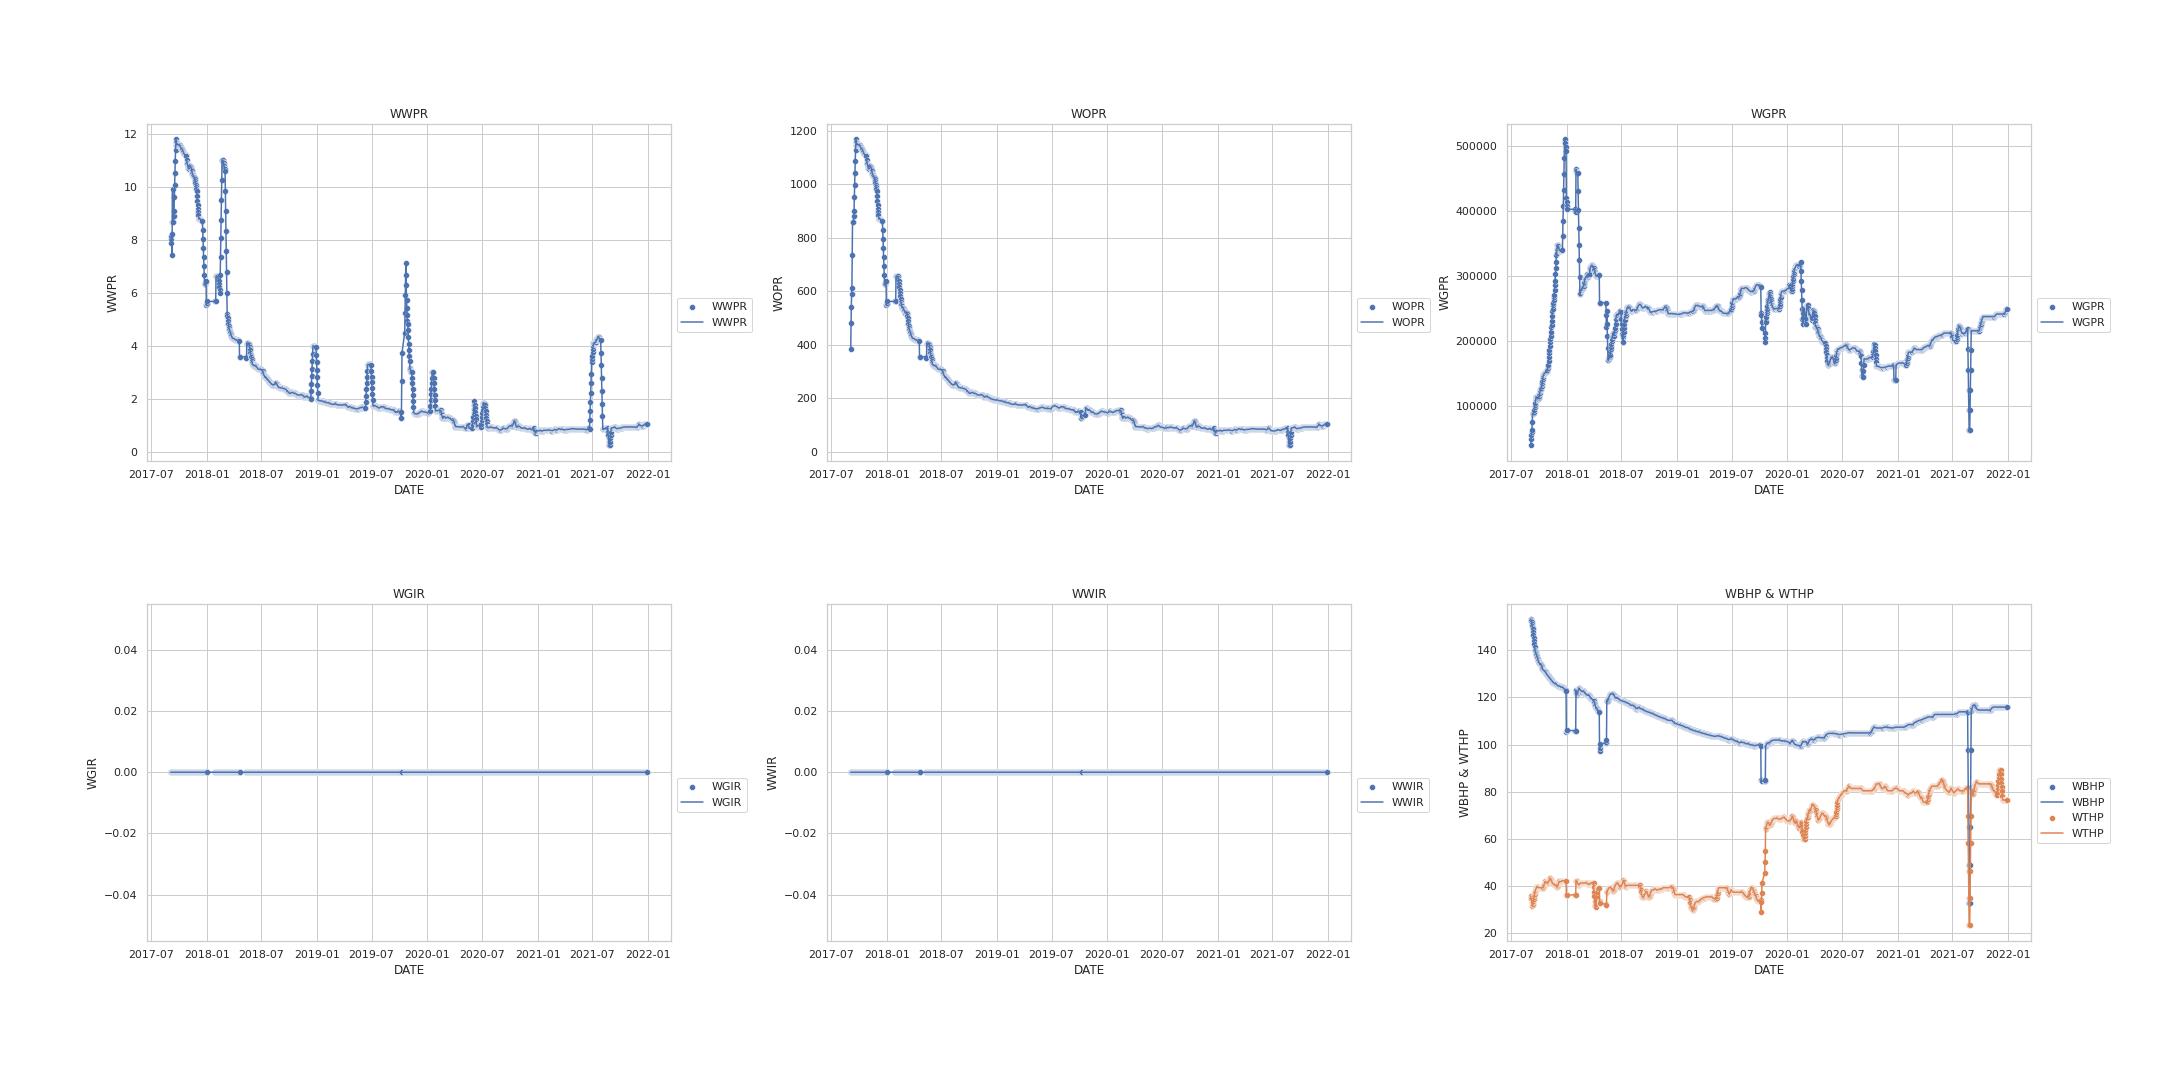 WWPR
WOPR
WGPR
12
10
8
6
4
2
0
WWPR
2017-07 2018-01 2018-07 2019-01 2019-07 2020-01 2020-07 2021-01 2021-07 2022-01
DATE
WWPR
WWPR
1200
1000
800
600
400
200
0
WOPR
2017-07 2018-01 2018-07 2019-01 2019-07 2020-01 2020-07 2021-01 2021-07 2022-01
DATE
WOPR
WOPR
500000
400000
300000
200000
100000
WGPR
2017-07 2018-01 2018-07 2019-01 2019-07 2020-01 2020-07 2021-01 2021-07 2022-01
DATE
WGPR
WGPR
WGIR
WWIR
WBHP & WTHP
0.04
0.02
0.00
−0.02
−0.04
WGIR
2017-07 2018-01 2018-07 2019-01 2019-07 2020-01 2020-07 2021-01 2021-07 2022-01
DATE
WGIR
WGIR
0.04
0.02
0.00
−0.02
−0.04
WWIR
2017-07 2018-01 2018-07 2019-01 2019-07 2020-01 2020-07 2021-01 2021-07 2022-01
DATE
WWIR
WWIR
140
120
100
80
60
40
20
WBHP & WTHP
2017-07 2018-01 2018-07 2019-01 2019-07 2020-01 2020-07 2021-01 2021-07 2022-01
DATE
WBHP
WBHP
WTHP
WTHP